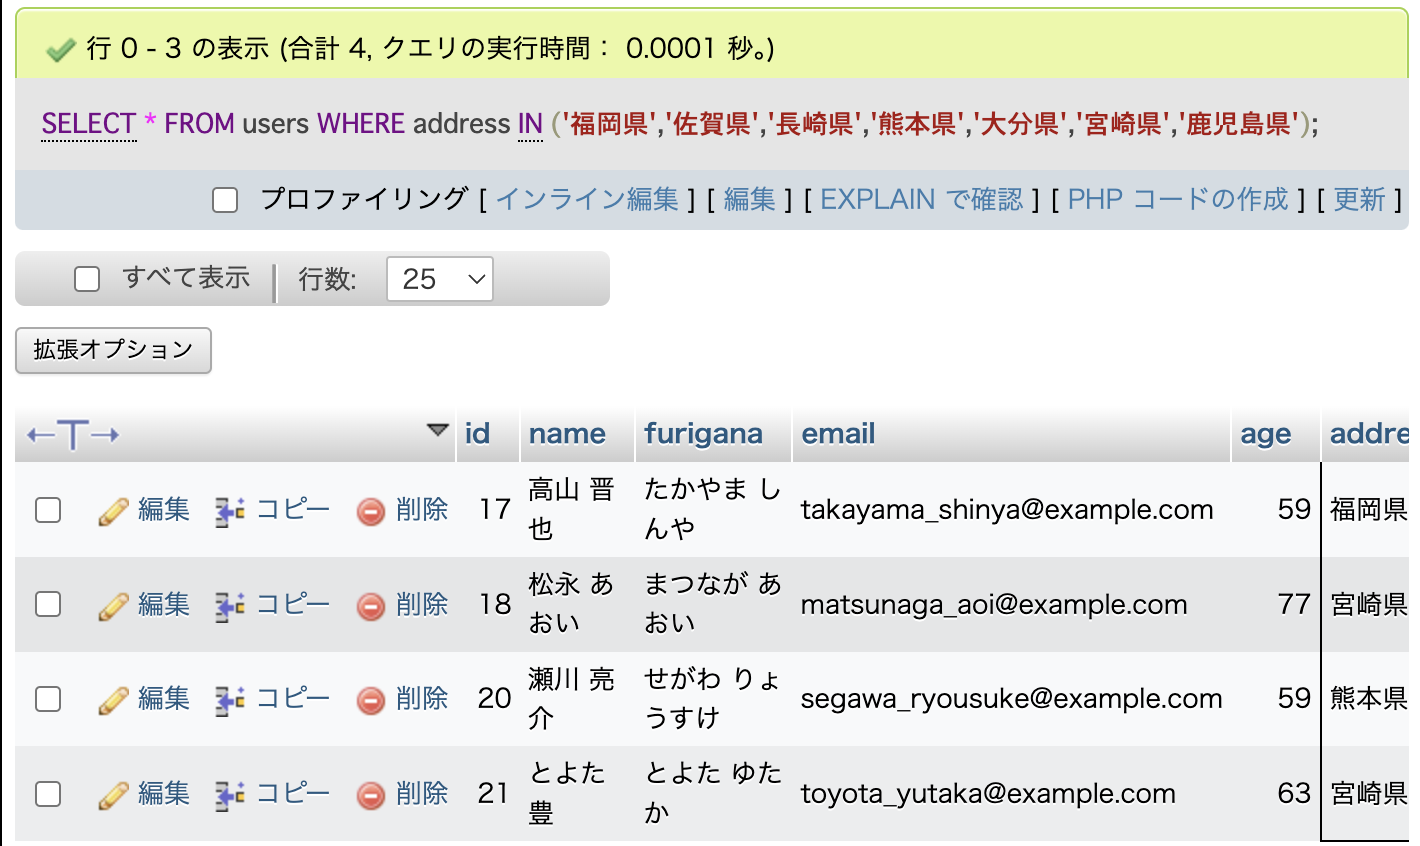 行 0 - 3 の表示 (合計 4, クエリの実行時間： 0.0001 秒。)
SELECT * FROM users WHERE address IN ('福岡県','佐賀県','長崎県','熊本県','大分県','宮崎県','鹿児島県');
プロファイリング [ インライン編集 ] [ 編集 ] [ EXPLAIN で確認 ] [ PHP コードの作成 ] [ 更新 ]
すべて表示 行数: 25
拡張オプション
←T→ id name furigana email age addre
編集 コピー 削除 17 高山 晋也 たかやま しんや takayama_shinya@example.com 59 福岡県
編集 コピー 削除 18 松永 あおい まつなが あおい matsunaga_aoi@example.com 77 宮崎県
編集 コピー 削除 20 瀬川 亮介 せがわ りょうすけ segawa_ryousuke@example.com 59 熊本県
編集 コピー 削除 21 とよた 豊 とよた ゆたか toyota_yutaka@example.com 63 宮崎県